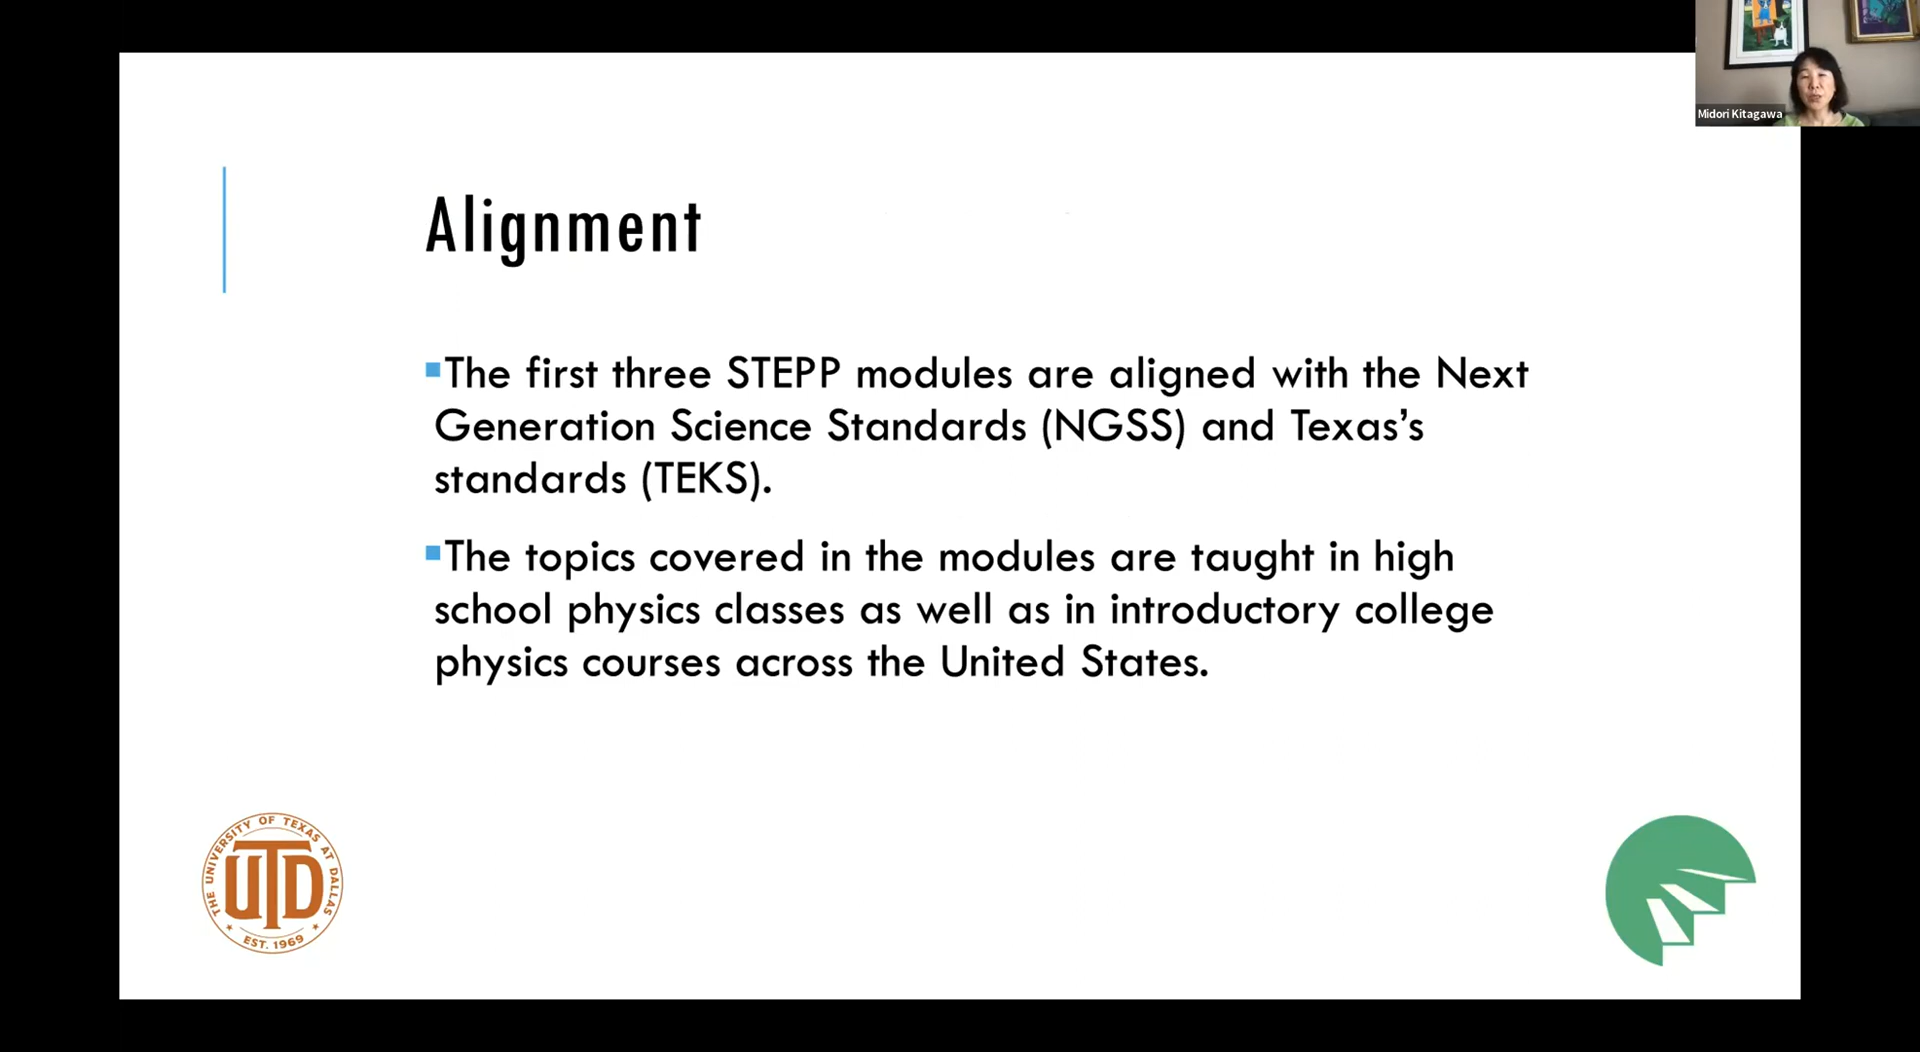 Midori Kitagawa
Alignment
▪The first three STEPP modules are aligned with the Next
Generation Science Standards (NGSS) and Texas’s
standards (TEKS).
▪The topics covered in the modules are taught in high
school physics classes as well as in introductory college
physics courses across the United States.
THE UNIVERSITY OF TEXAS AT DALLAS
UTD
EST. 1969